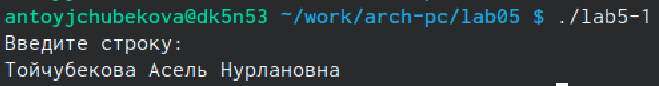 antoyjchubekova@dk5n53 ~/work/arch-pc/lab05 $ ./lab5-1
Введите строку:
Тойчубекова Асель Нурлановна